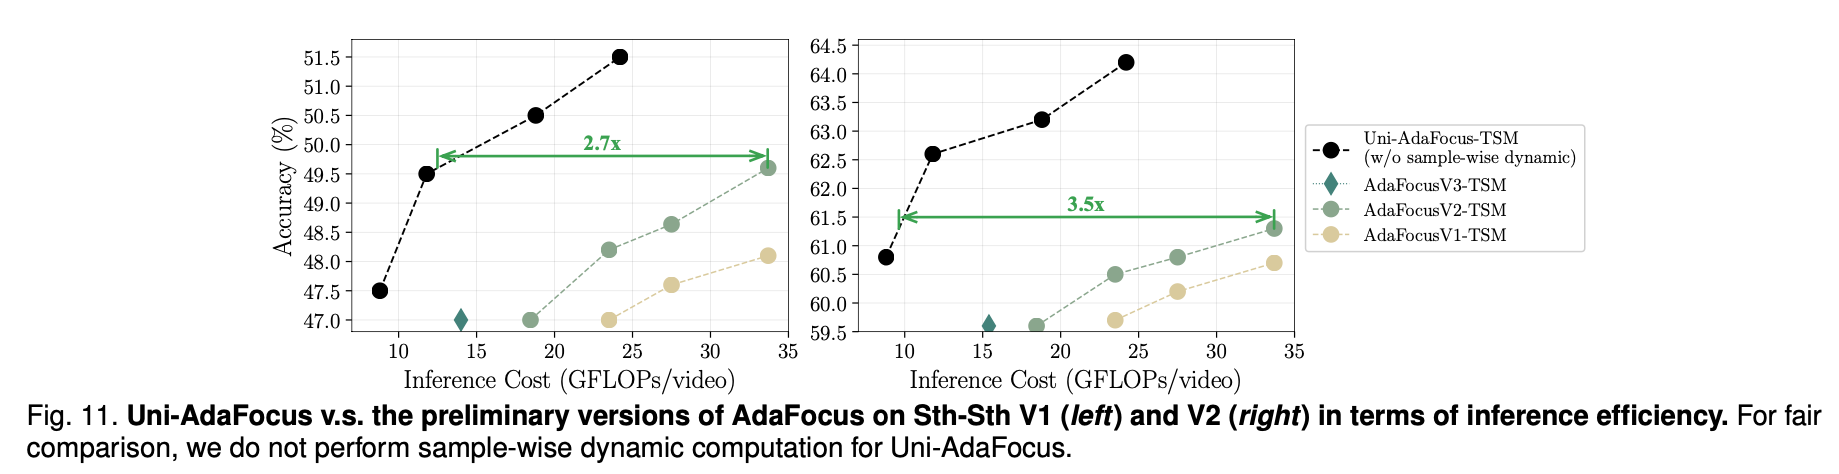 51.5
51.0
50.5
50.0
49.5
49.0
48.5
48.0
47.5
47.0
Accuracy (%)
2.7x
10 15 20 25 30 35
Inference Cost (GFLOPs/video)
64.5
64.0
63.5
63.0
62.5
62.0
61.5
61.0
60.5
60.0
59.5
3.5x
10 15 20 25 30 35
Inference Cost (GFLOPs/video)
Uni-AdaFocus-TSM
(w/o sample-wise dynamic)
AdaFocusV3-TSM
AdaFocusV2-TSM
AdaFocusV1-TSM
Fig. 11. Uni-AdaFocus v.s. the preliminary versions of AdaFocus on Sth-Sth V1 (left) and V2 (right) in terms of inference efficiency. For fair
comparison, we do not perform sample-wise dynamic computation for Uni-AdaFocus.